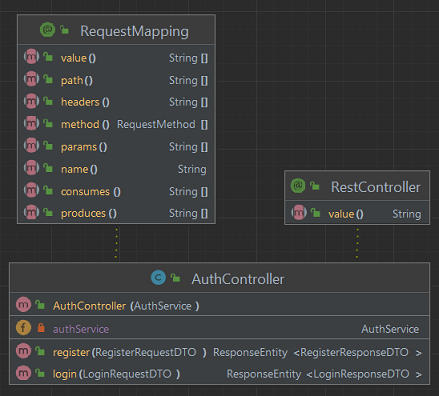 RequestMapping
value() String []
path() String []
headers() String []
method() RequestMethod []
params() String []
name() String
consumes() String []
produces() String []
RestController
value() String
AuthController
AuthController (AuthService )
authService AuthService
register(RegisterRequestDTO ) ResponseEntity <RegisterResponseDTO >
login(LoginRequestDTO ) ResponseEntity <LoginResponseDTO >